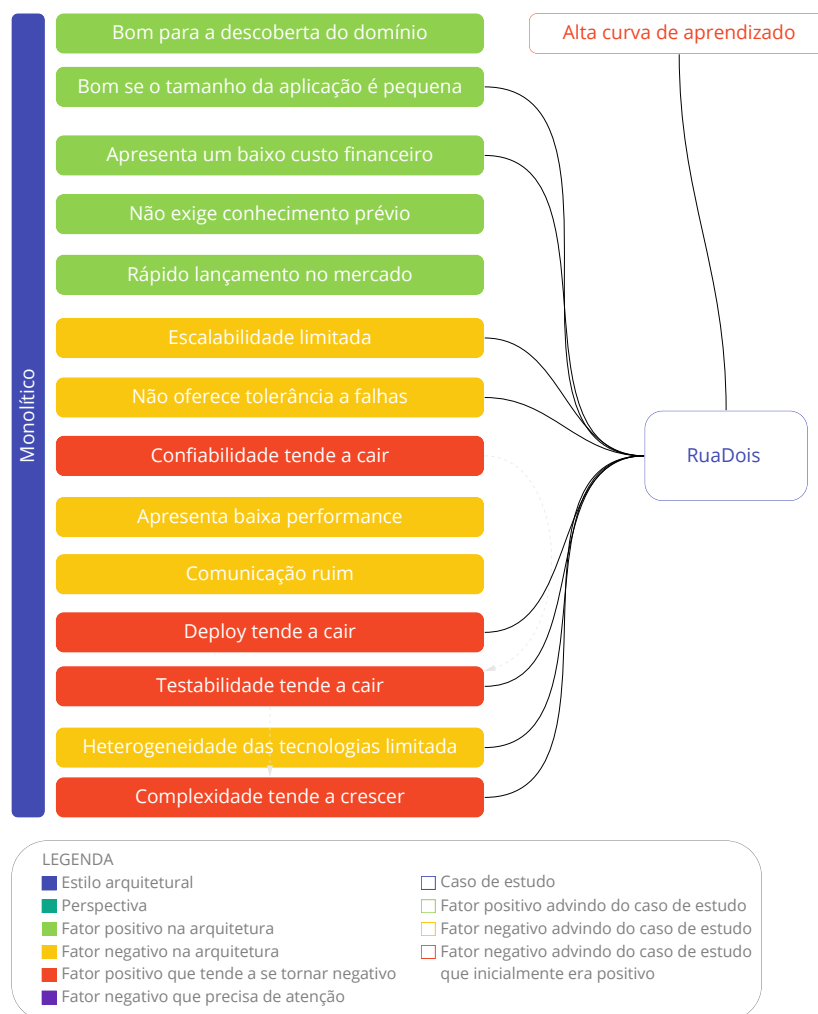 Monolítico
Bom para a descoberta do domínio
Alta curva de aprendizado
Bom se o tamanho da aplicação é pequena
Apresenta um baixo custo financeiro
Não exige conhecimento prévio
Rápido lançamento no mercado
Escalabilidade limitada
Não oferece tolerância a falhas
Confiabilidade tende a cair
RuaDois
Apresenta baixa performance
Comunicação ruim
Deploy tende a cair
Testabilidade tende a cair
Heterogeneidade das tecnologias limitada
Complexidade tende a crescer
LEGENDA
Estilo arquitetural
Perspectiva
Fator positivo na arquitetura
Fator negativo na arquitetura
Fator positivo que tende a se tornar negativo
Fator negativo que precisa de atenção
Caso de estudo
Fator positivo advindo do caso de estudo
Fator negativo advindo do caso de estudo
Fator negativo advindo do caso de estudo
que inicialmente era positivo